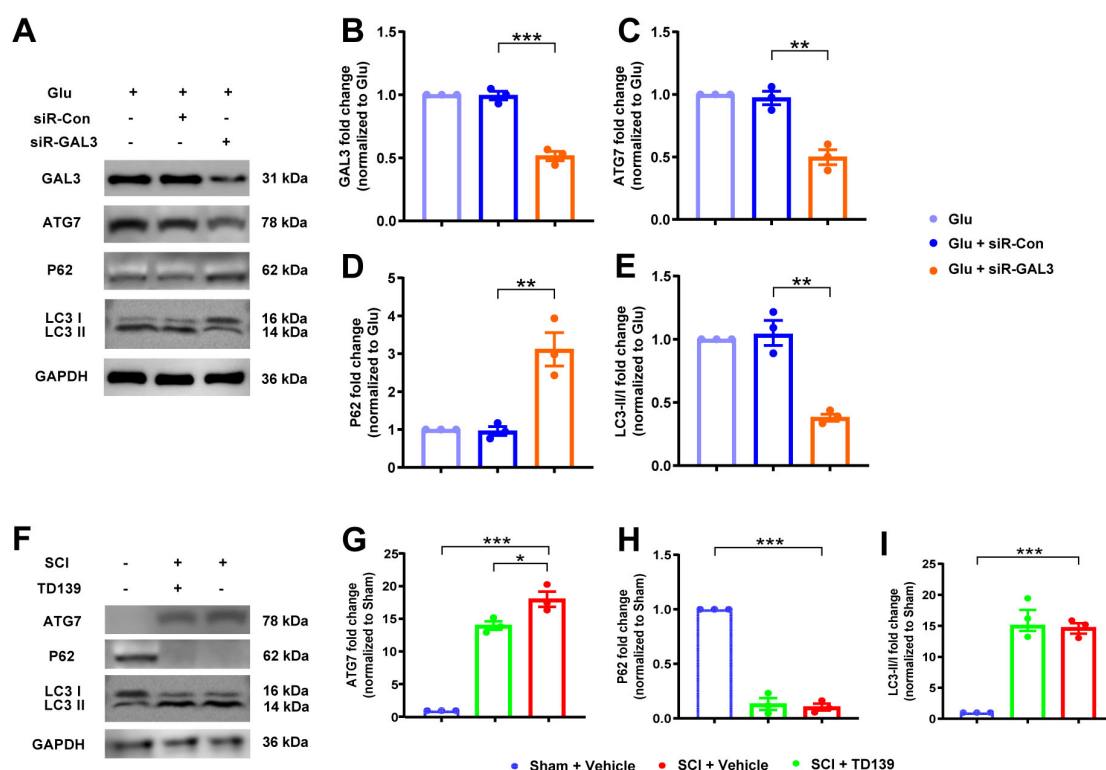 A
Glu + + +
siR-Con - + -
siR-GAL3 - - +
GAL3 31 kDa
ATG7 78 kDa
P62 62 kDa
LC3 I 16 kDa
LC3 II 14 kDa
GAPDH 36 kDa
B
GAL3 fold change
(normalized to Glu)
1.5
1.0
0.5
0.0
***
C
ATG7 fold change
(normalized to Glu)
1.5
1.0
0.5
0.0
**
D
P62 fold change
(normalized to Glu)
5
4
3
2
1
0
**
E
LC3-II/I fold change
(normalized to Glu)
1.5
1.0
0.5
0.0
**
Glu
Glu + siR-Con
Glu + siR-GAL3
F
SCI - + +
TD139 - + -
ATG7 78 kDa
P62 62 kDa
LC3 I 16 kDa
LC3 II 14 kDa
GAPDH 36 kDa
G
ATG7 fold change
(normalized to Sham)
25
20
15
10
5
0
***
*
H
P62 fold change
(normalized to Sham)
1.5
1.0
0.5
0.0
***
I
LC3-II/I fold change
(normalized to Sham)
25
20
15
10
5
0
***
Sham + Vehicle
SCI + Vehicle
SCI + TD139